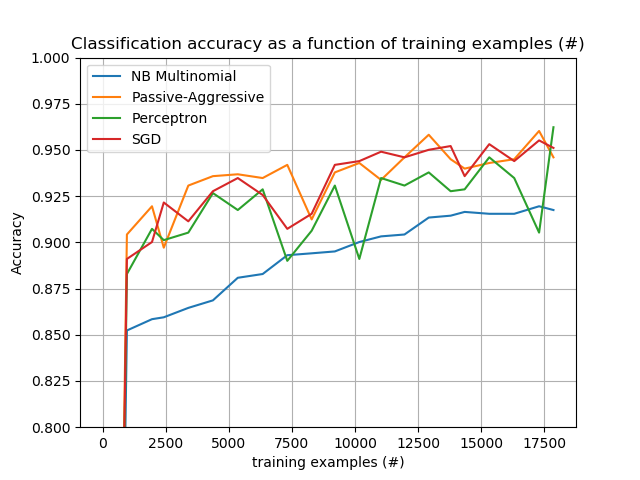 Classification accuracy as a function of training examples (#)
NB Multinomial
Passive-Aggressive
Perceptron
SGD
Accuracy
1.000
0.975
0.950
0.925
0.900
0.875
0.850
0.825
0.800
0 2500 5000 7500 10000 12500 15000 17500
training examples (#)